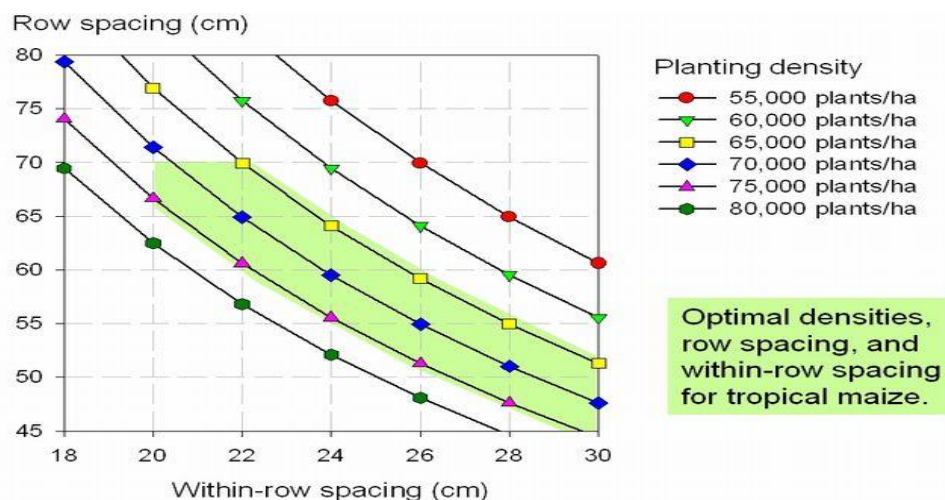 Row spacing (cm)
80
75
70
65
60
55
50
45
18 20 22 24 26 28 30
Within-row spacing (cm)
Planting density
55,000 plants/ha
60,000 plants/ha
65,000 plants/ha
70,000 plants/ha
75,000 plants/ha
80,000 plants/ha
Optimal densities,
row spacing, and
within-row spacing
for tropical maize.